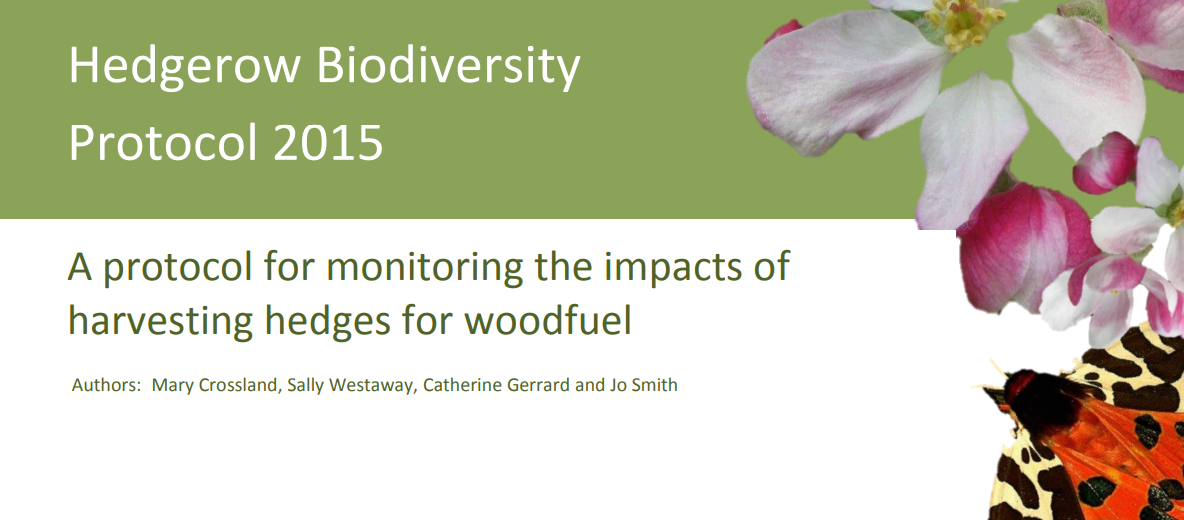 Hedgerow Biodiversity
Protocol 2015
A protocol for monitoring the impacts of
harvesting hedges for woodfuel
Authors:  Mary Crossland, Sally Westaway, Catherine Gerrard and Jo Smith